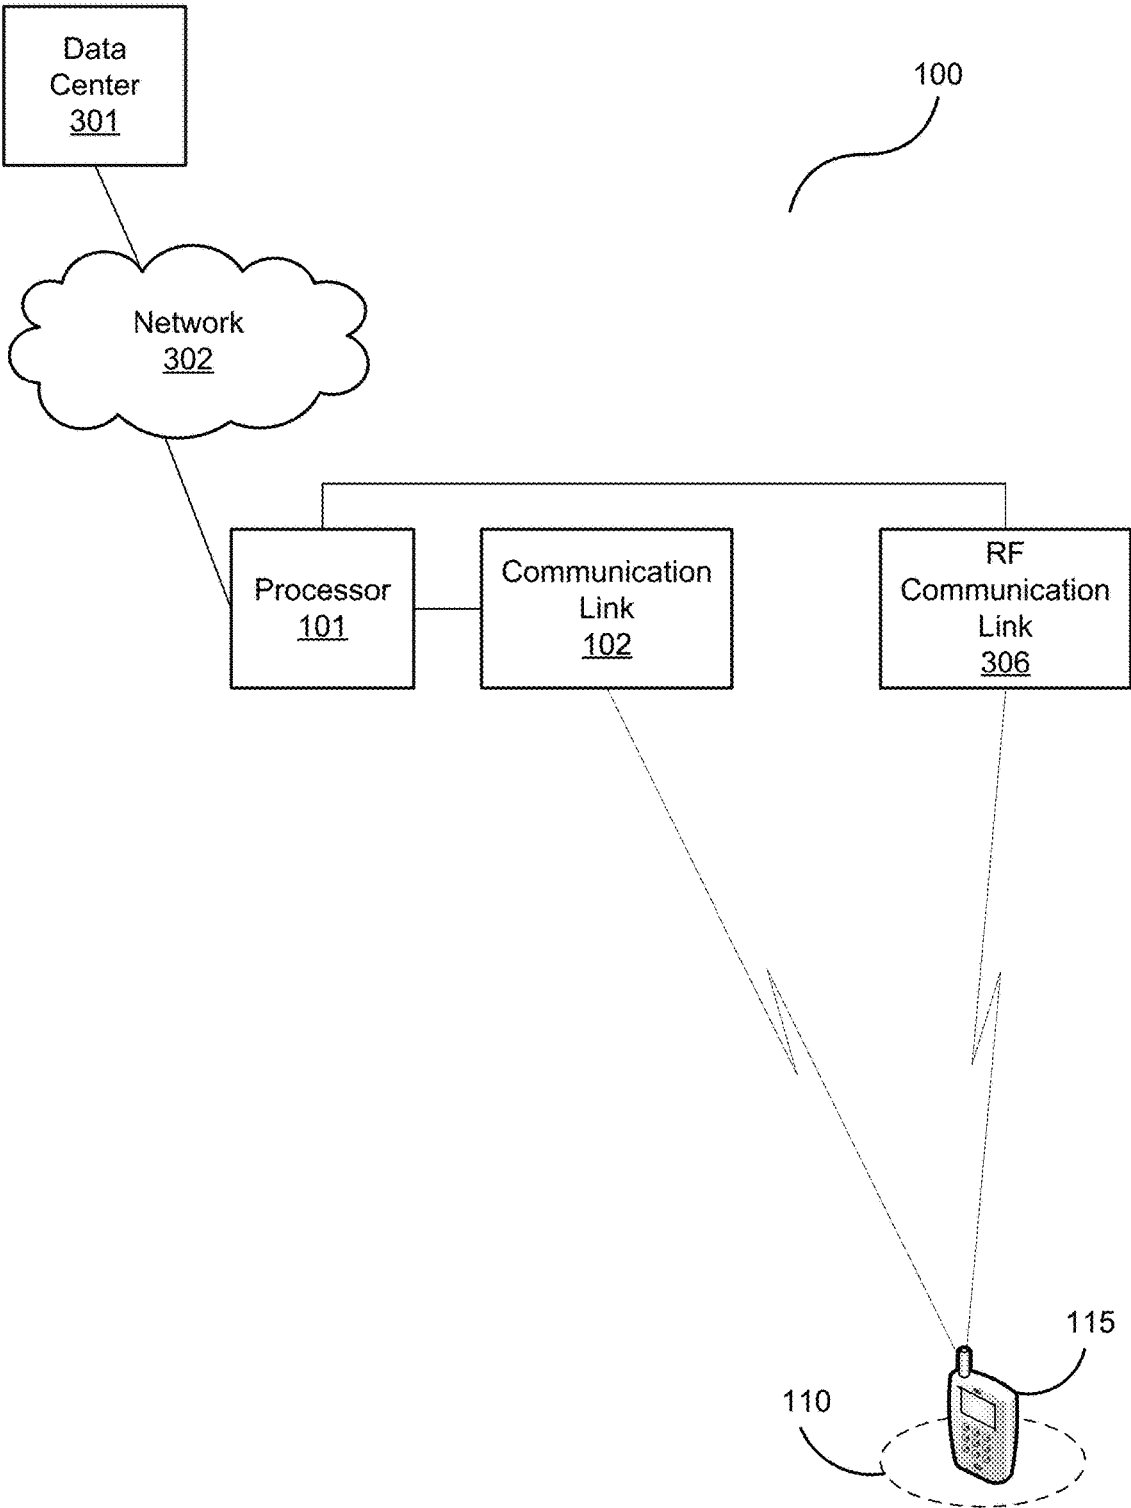 Data
Center
301
100
Network
302
Processor
101
Communication
Link
102
RF
Communication
Link
306
115
110